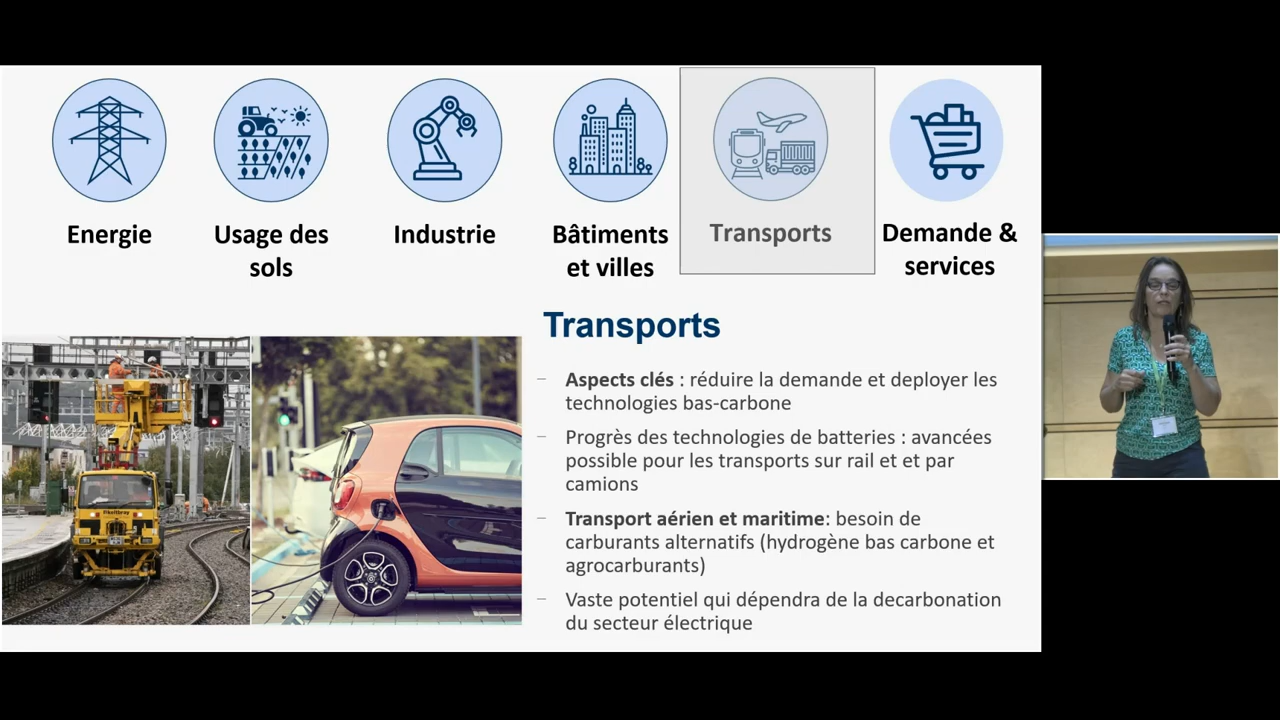 Energie
Usage des
sols
Industrie
Bâtiments
et villes
Transports
Demande &
services
Transports
– Aspects clés : réduire la demande et deployer les
technologies bas-carbone
– Progrès des technologies de batteries : avancées
possible pour les transports sur rail et et par
camions
– Transport aérien et maritime: besoin de
carburants alternatifs (hydrogène bas carbone et
agrocarburants)
– Vaste potentiel qui dépendra de la decarbonation
du secteur électrique